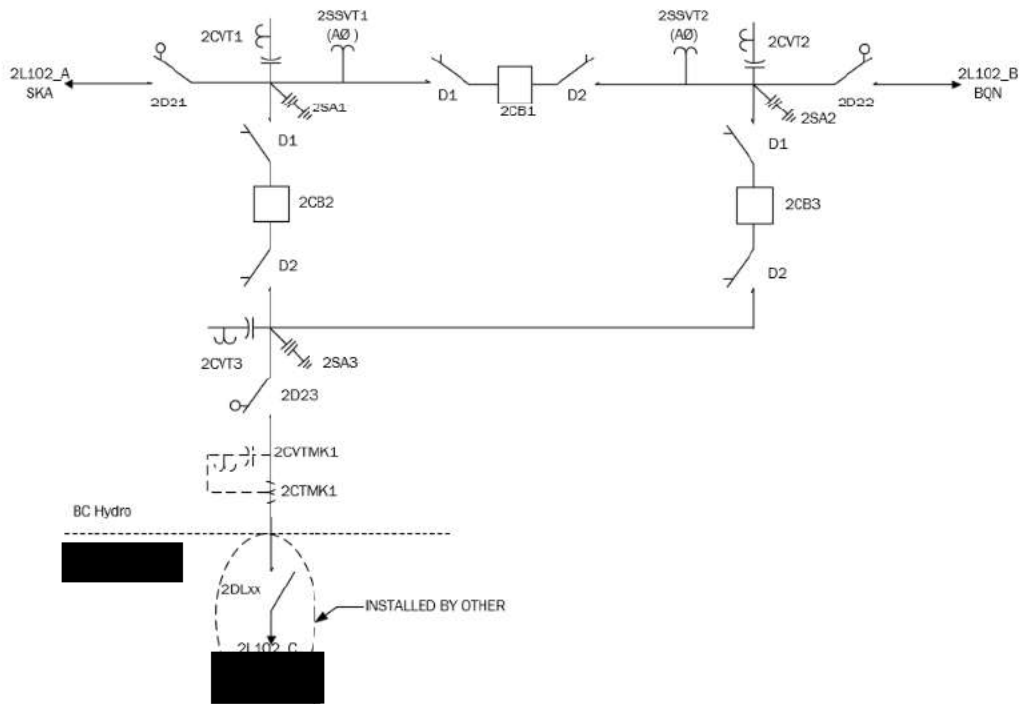 2SSVT1
(AØ)
2SSVT2
(AØ)
2CVT1
2CVT2
2L102_A
SKA
2D21
2SA1
D1
2CB1
D2
2SA2
2D22
2L102_B
BQN
D1
D1
2CB2
2CB3
D2
D2
2CVT3
2SA3
2D23
2CVTMK1
2CTMK1
BC Hydro
2DLxx
INSTALLED BY OTHER
2L102_C